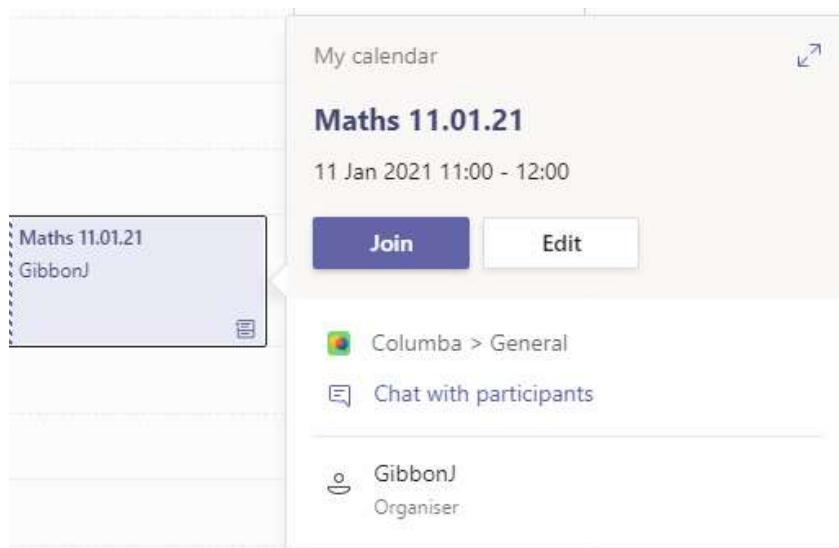 Maths 11.01.21
GibbonJ
My calendar
Maths 11.01.21
11 Jan 2021 11:00 - 12:00
Join
Edit
Columba > General
Chat with participants
GibbonJ
Organiser